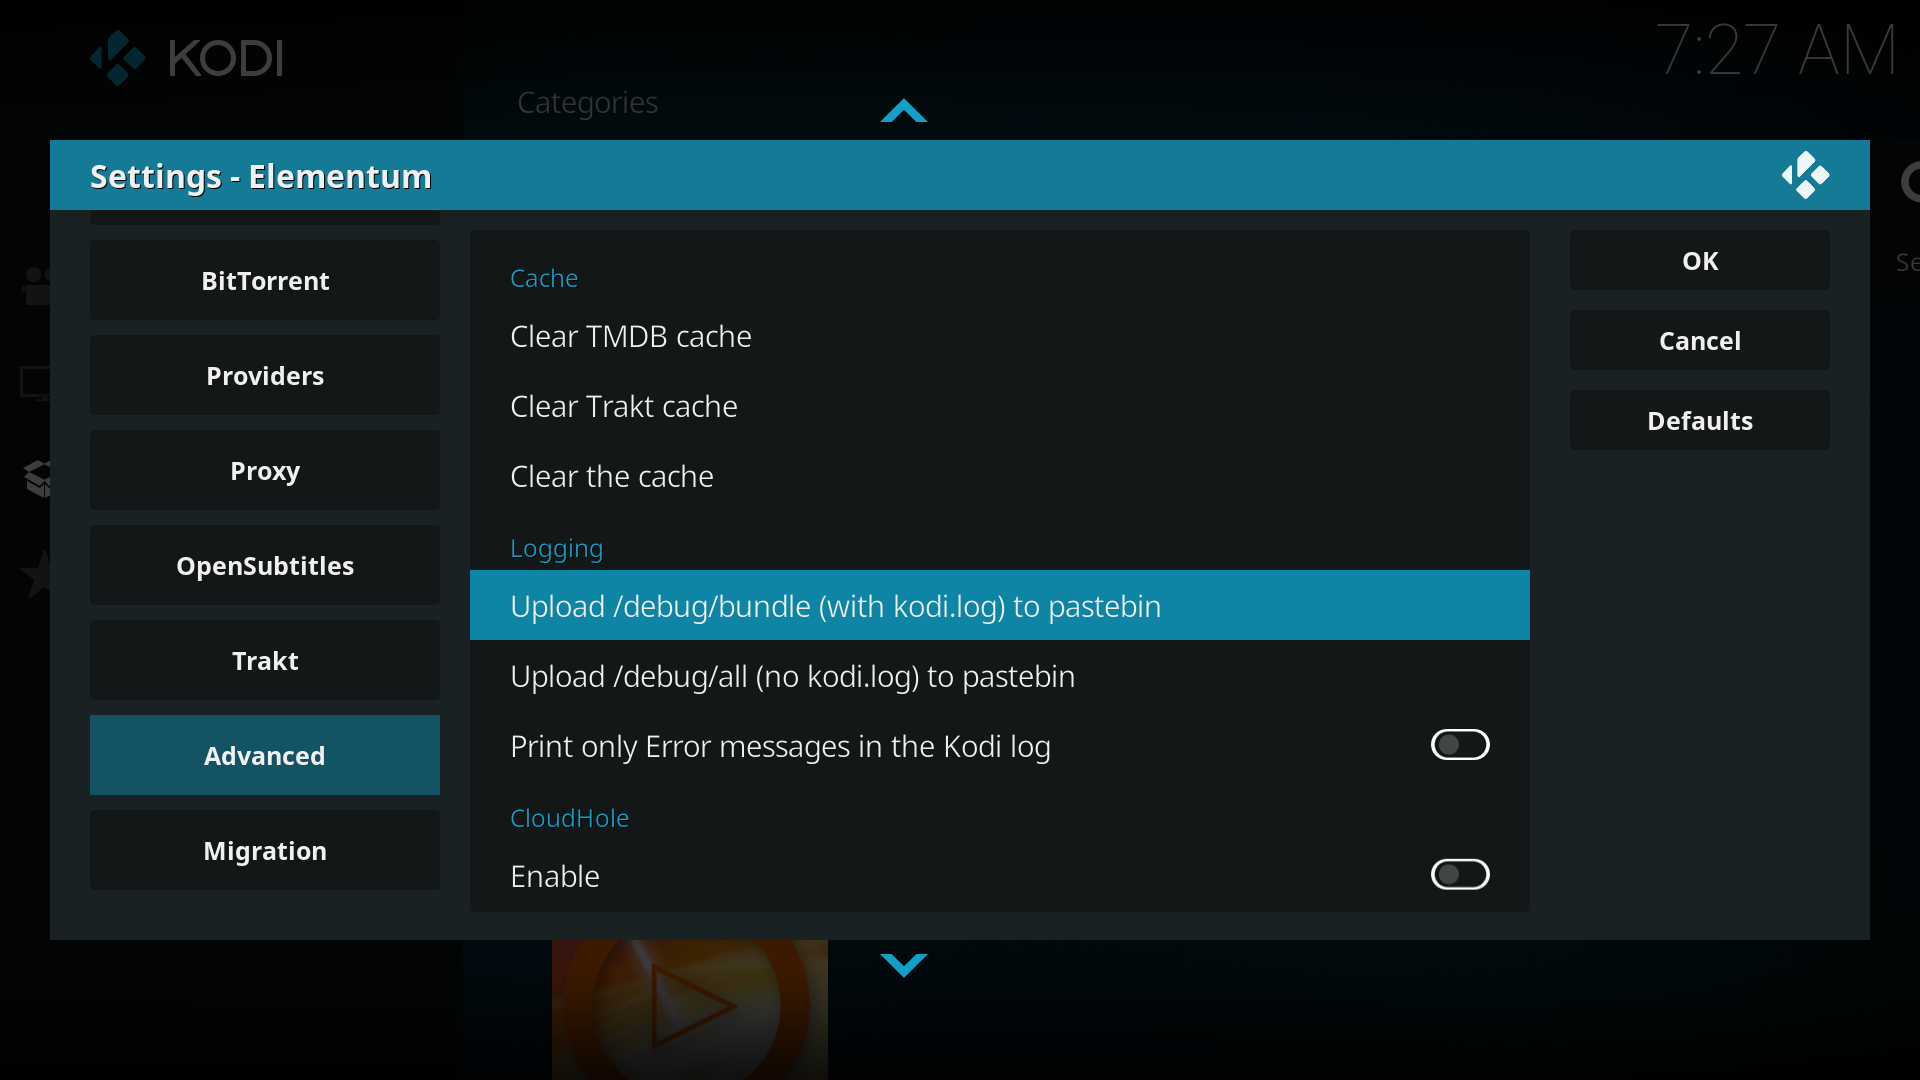 KODI
7:27 AM
Categories
Settings - Elementum
BitTorrent
Providers
Proxy
OpenSubtitles
Trakt
Advanced
Migration
Cache
Clear TMDB cache
Clear Trakt cache
Clear the cache
Logging
Upload /debug/bundle (with kodi.log) to pastebin
Upload /debug/all (no kodi.log) to pastebin
Print only Error messages in the Kodi log
CloudHole
Enable
OK
Cancel
Defaults
Se